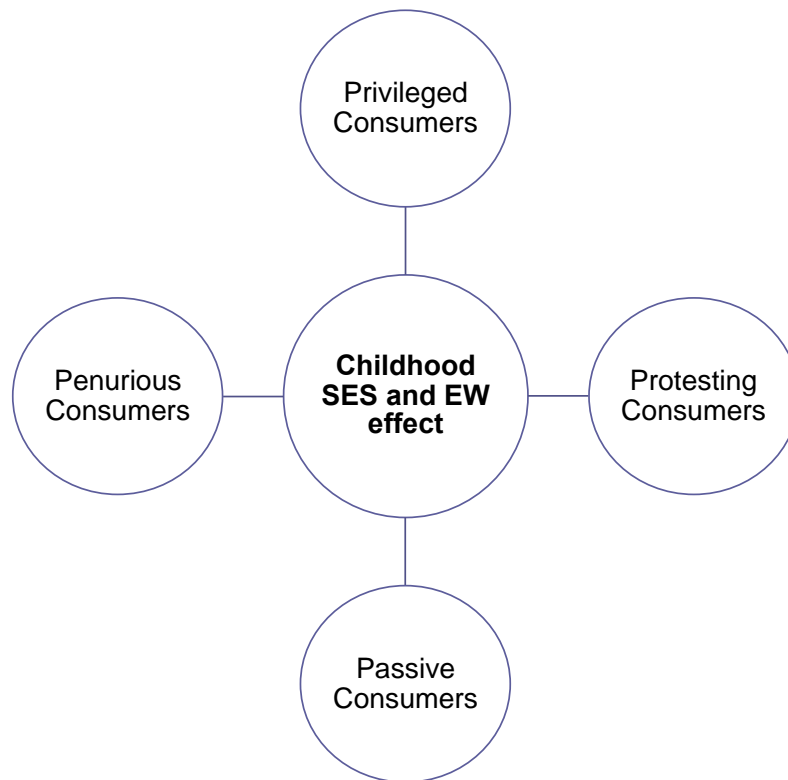 Privileged
Consumers
Penurious
Consumers
Childhood
SES and EW
effect
Protesting
Consumers
Passive
Consumers